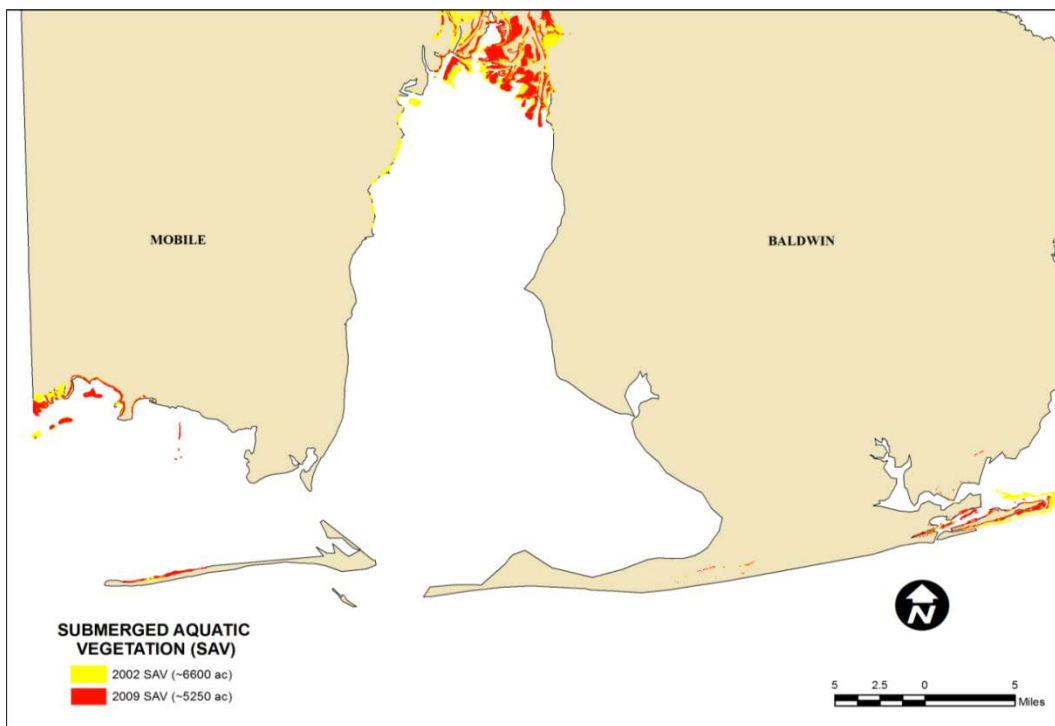 MOBILE
BALDWIN
SUBMERGED AQUATIC
VEGETATION (SAV)
2002 SAV (~6600 ac)
2009 SAV (~5250 ac)
N
5 2.5 0 5
Miles